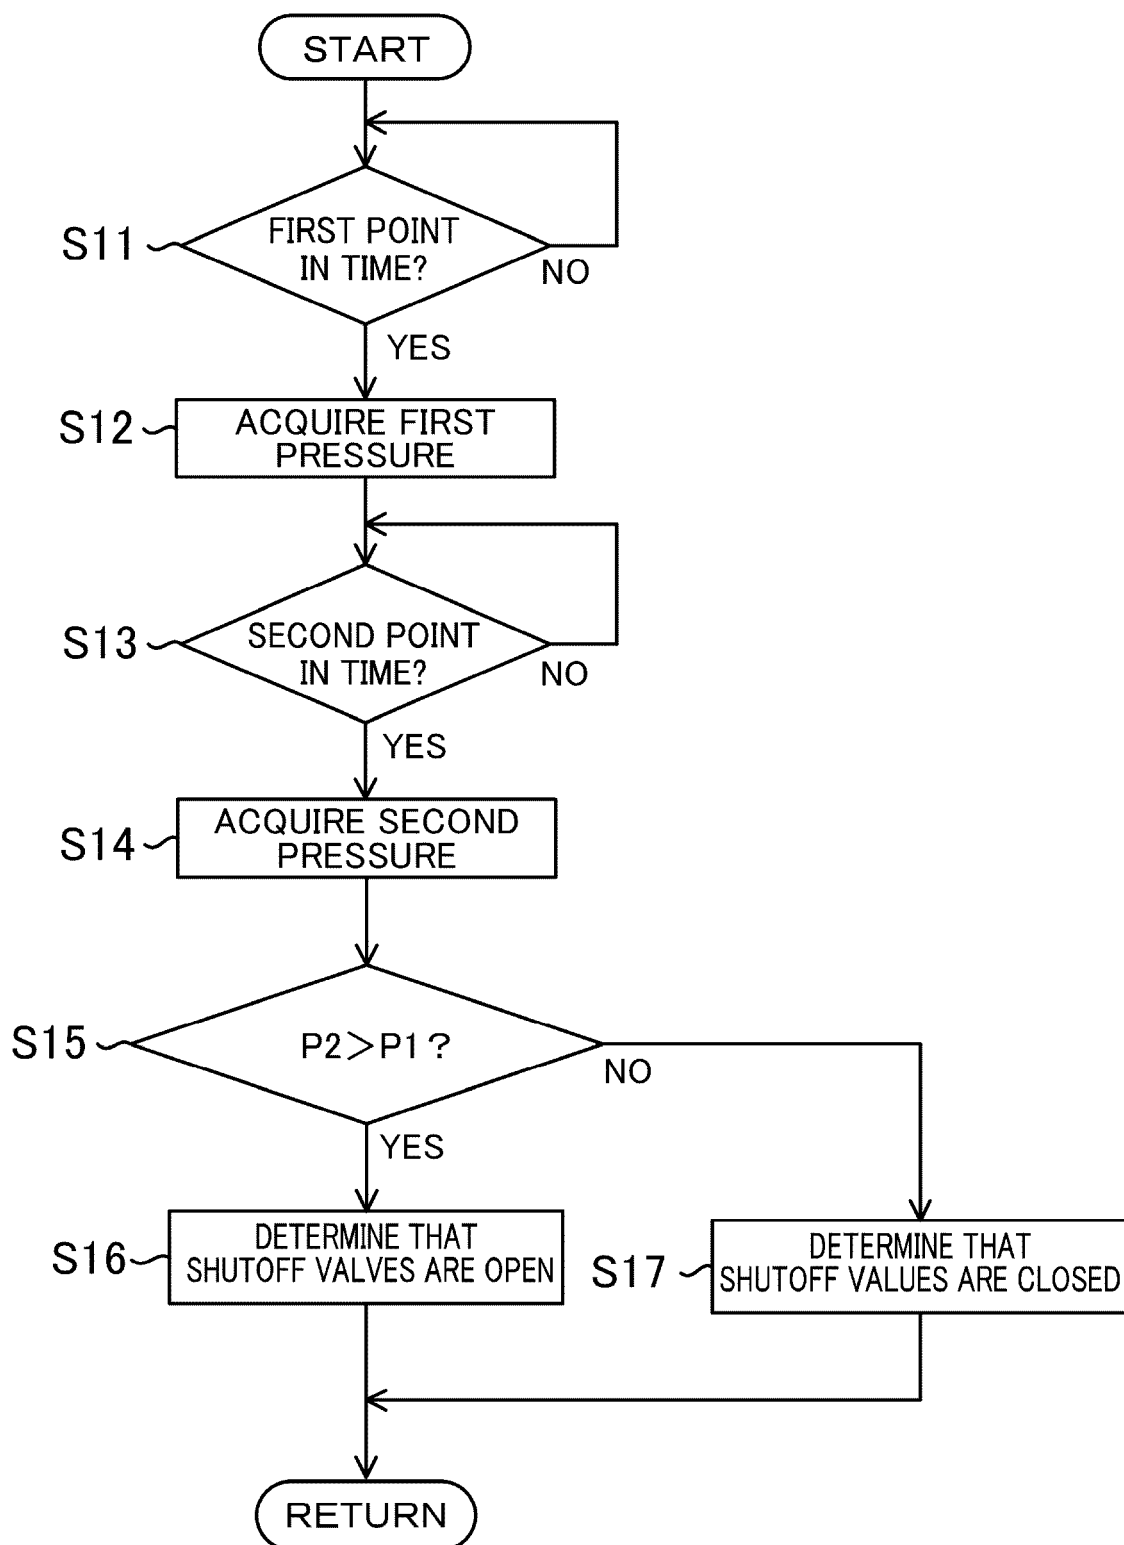 START
S11
FIRST POINT
IN TIME?
NO
YES
S12
ACQUIRE FIRST
PRESSURE
S13
SECOND POINT
IN TIME?
NO
YES
S14
ACQUIRE SECOND
PRESSURE
S15
P2>P1?
NO
YES
S16
DETERMINE THAT
SHUTOFF VALVES ARE OPEN
S17
DETERMINE THAT
SHUTOFF VALUES ARE CLOSED
RETURN